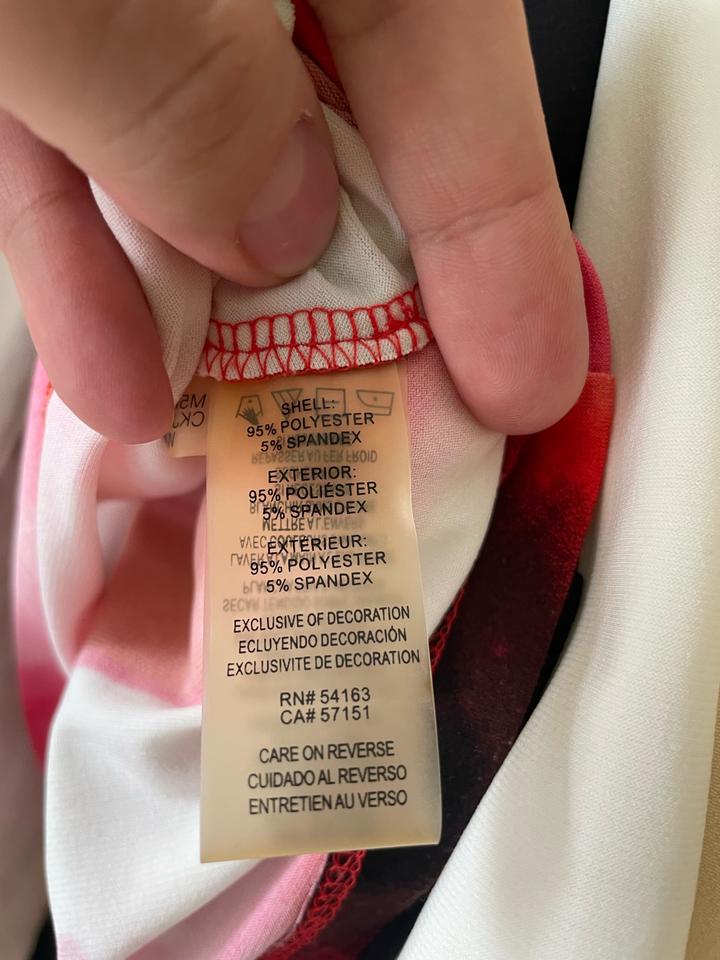 SHELL:
95% POLYESTER
5% SPANDEX
EXTERIOR:
95% POLIÉSTER
5% SPANDEX
EXTÉRIEUR:
95% POLYESTER
5% SPANDEX
EXCLUSIVE OF DECORATION
ECLUYENDO DECORACIÓN
EXCLUSIVITE DE DECORATION
RN# 54163
CA# 57151
CARE ON REVERSE
CUIDADO AL REVERSO
ENTRETIEN AU VERSO